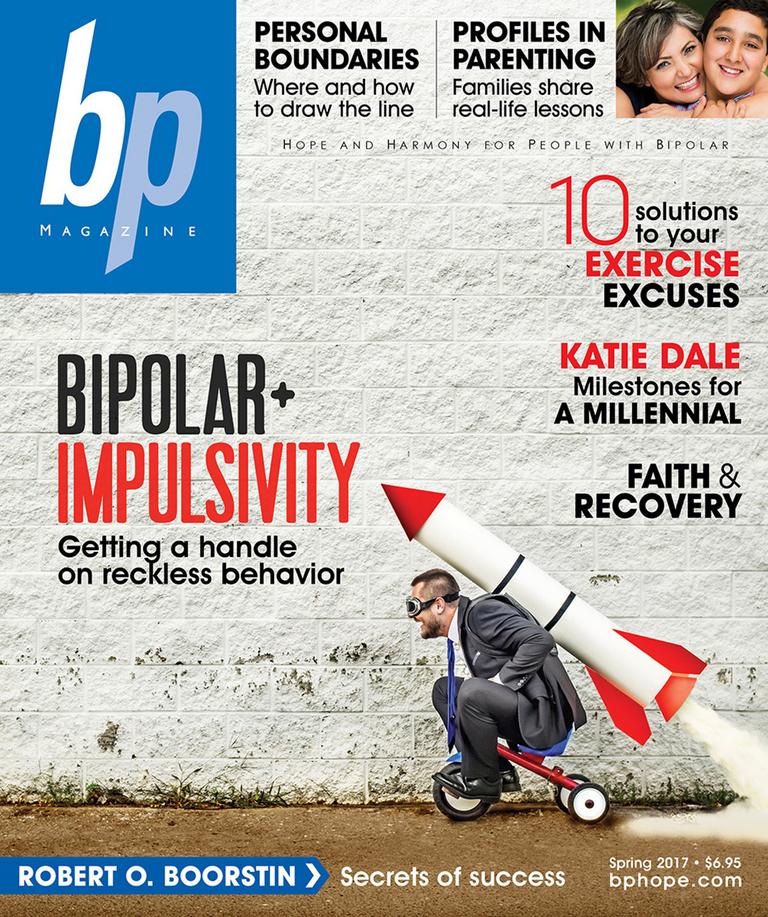 bp
MAGAZINE
PERSONAL
BOUNDARIES
Where and how
to draw the line
PROFILES IN
PARENTING
Families share
real-life lessons
HOPE AND HARMONY FOR PEOPLE WITH BIPOLAR
10 solutions
to your
EXERCISE
EXCUSES
KATIE DALE
Milestones for
A MILLENNIAL
FAITH &
RECOVERY
BIPOLAR+
IMPULSIVITY
Getting a handle
on reckless behavior
ROBERT O. BOORSTIN
Secrets of success
Spring 2017 • $6.95
bphope.com